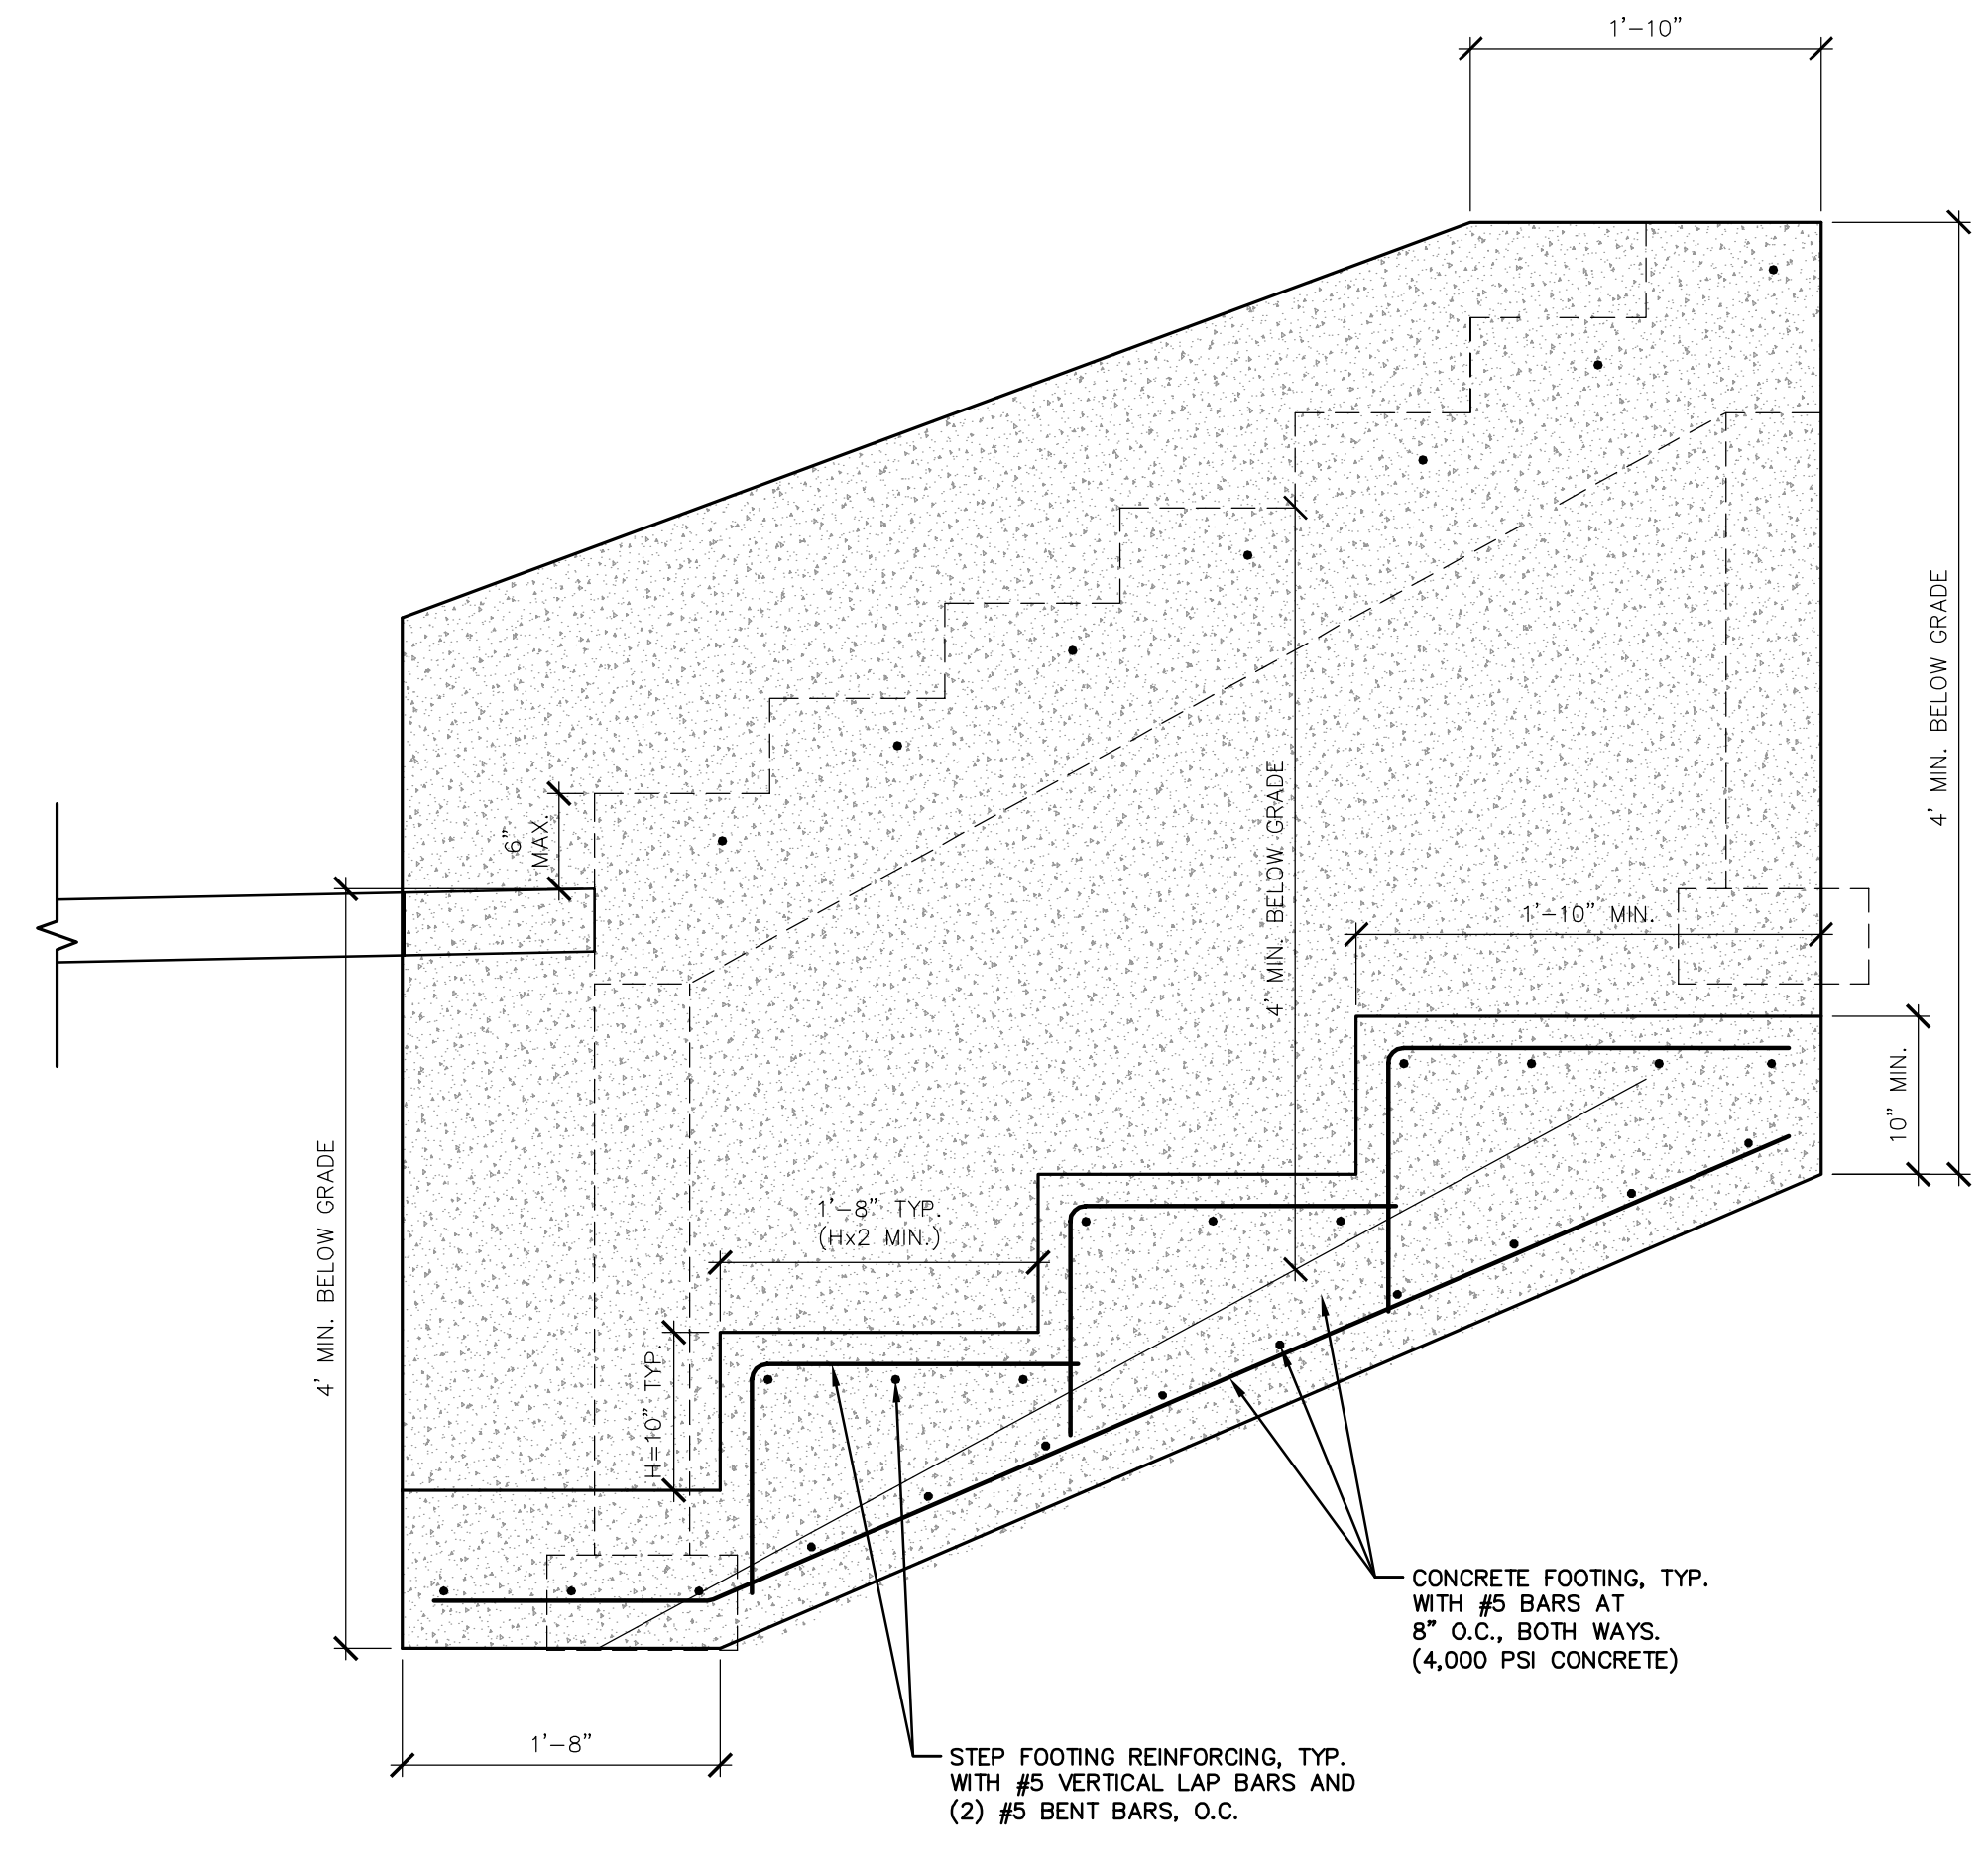 1'-10"
4' MIN. BELOW GRADE
6"
MAX.
4' MIN. BELOW GRADE
1'-10" MIN.
10" MIN.
4' MIN. BELOW GRADE
1'-8" TYP.
(Hx2 MIN.)
H=10" TYP.
CONCRETE FOOTING, TYP.
WITH #5 BARS AT
8" O.C., BOTH WAYS.
(4,000 PSI CONCRETE)
1'-8"
STEP FOOTING REINFORCING, TYP.
WITH #5 VERTICAL LAP BARS AND
(2) #5 BENT BARS, O.C.